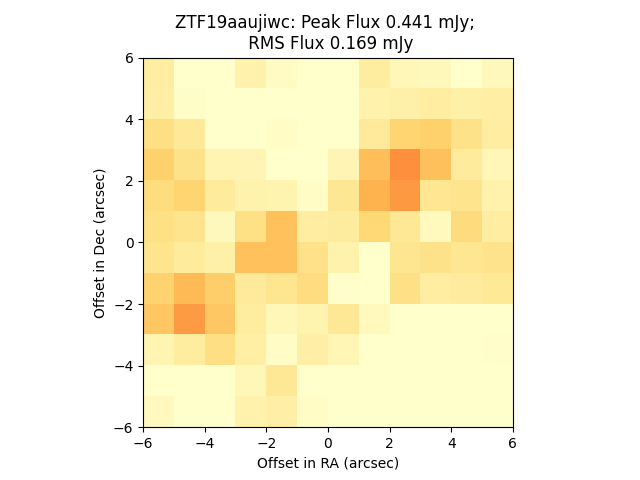 ZTF19aaujiwc: Peak Flux 0.441 mJy;
RMS Flux 0.169 mJy
6
4
2
0
−2
−4
−6
Offset in Dec (arcsec)
−6 −4 −2 0 2 4 6
Offset in RA (arcsec)